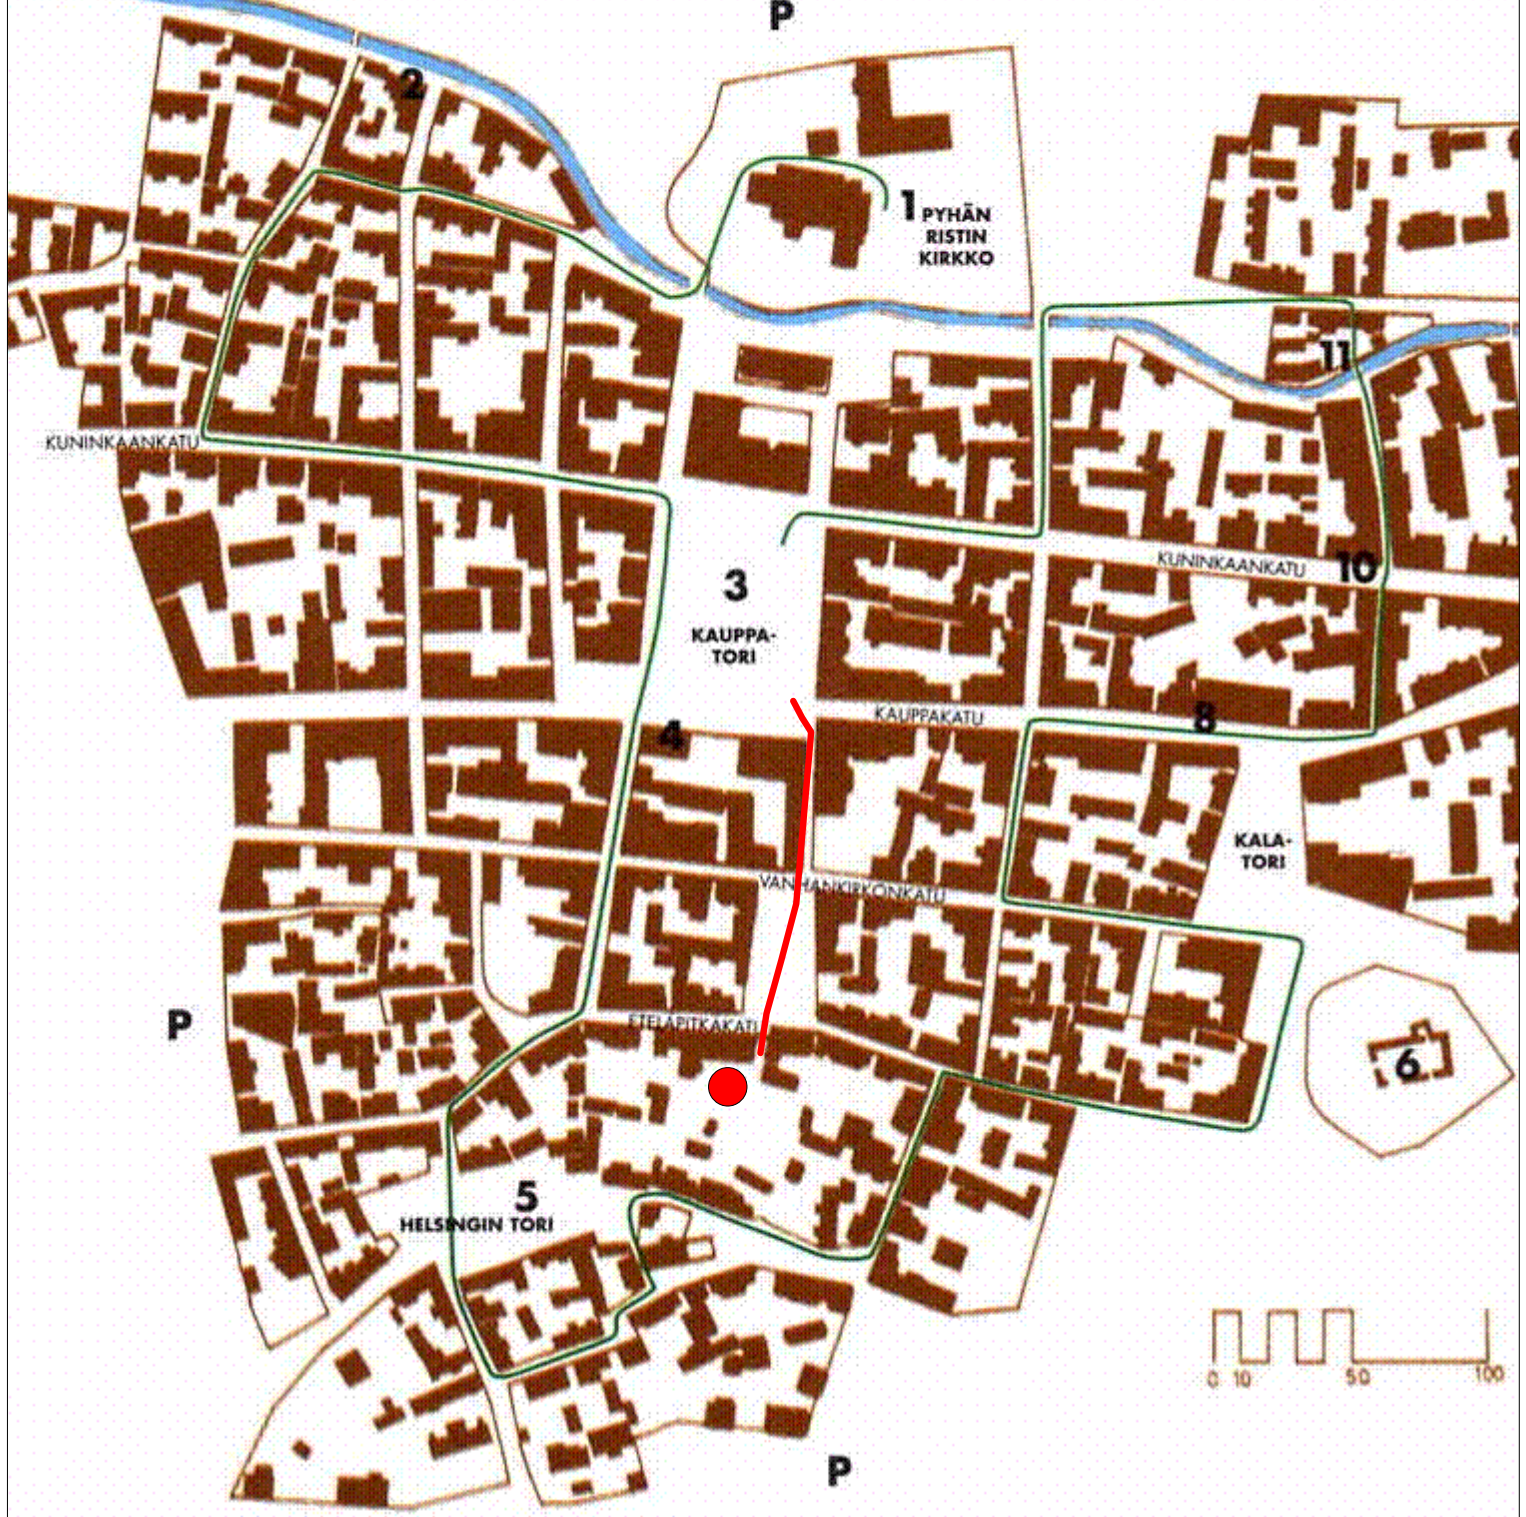 P
2
1 PYHÄN
RISTIN
KIRKKO
11
KUNINKAANKATU
KUNINKAANKATU
10
3
KAUPPA-
TORI
KAUPPAKATU
8
4
KALA-
TORI
VANHANKIRKONKATU
P
ETELÄPITKÄKATU
6
5
HELSINGIN TORI
0 10 50 100
P